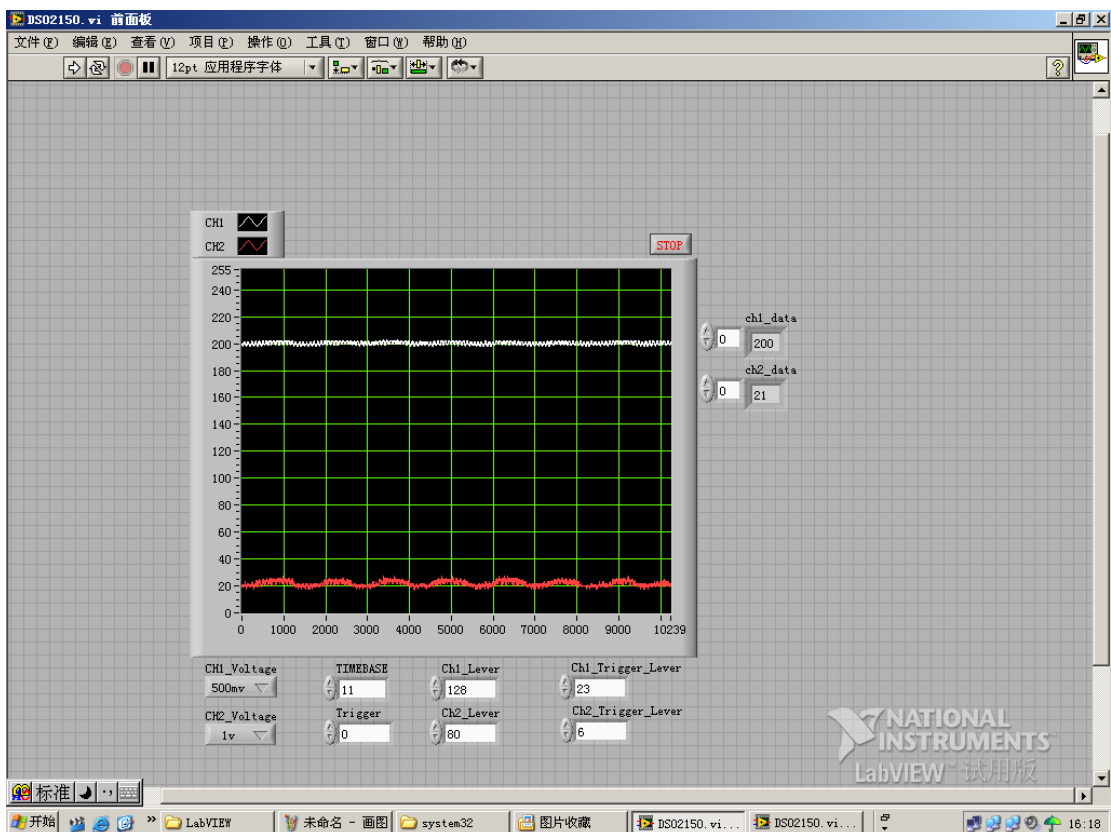 DSO2150.vi 前面板
文件(F) 编辑(E) 查看(V) 项目(P) 操作(O) 工具(T) 窗口(W) 帮助(H)
12pt 应用程序字体
CH1
CH2
STOP
255
240
220
200
180
160
140
120
100
80
60
40
20
0
0 1000 2000 3000 4000 5000 6000 7000 8000 9000 10239
ch1_data
0 200
ch2_data
0 21
CH1_Voltage TIMEBASE Ch1_Lever Ch1_Trigger_Lever
500mv 11 128 23
CH2_Voltage Trigger Ch2_Lever Ch2_Trigger_Lever
1v 0 80 6
NATIONAL
INSTRUMENTS
LabVIEW™ 试用版
标准
开始 » LabVIEW 未命名 - 画图 system32 图片收藏 DSO2150.vi... DSO2150.vi... 16:18